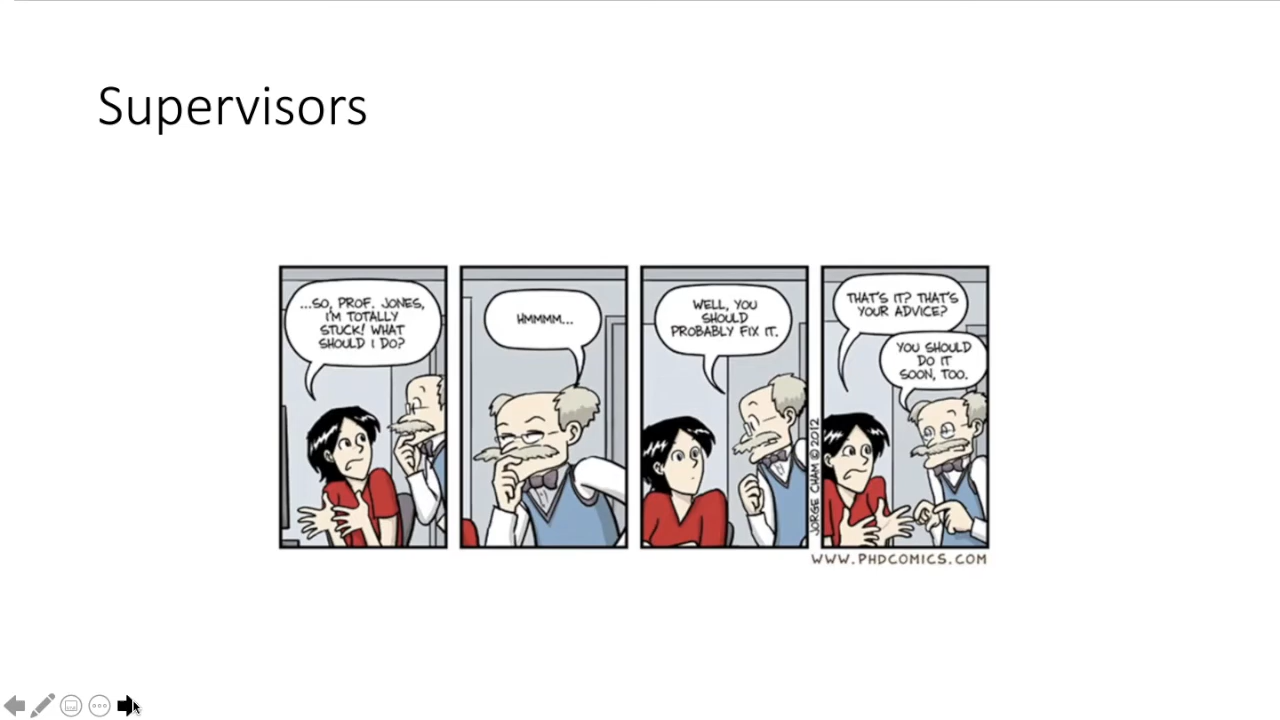 Supervisors
...SO, PROF. JONES,
I'M TOTALLY
STUCK! WHAT
SHOULD I DO?
HMMMM...
WELL, YOU
SHOULD
PROBABLY FIX IT.
THAT'S IT? THAT'S
YOUR ADVICE?
YOU SHOULD
DO IT
SOON, TOO.
JORGE CHAM © 2012
WWW.PHDCOMICS.COM